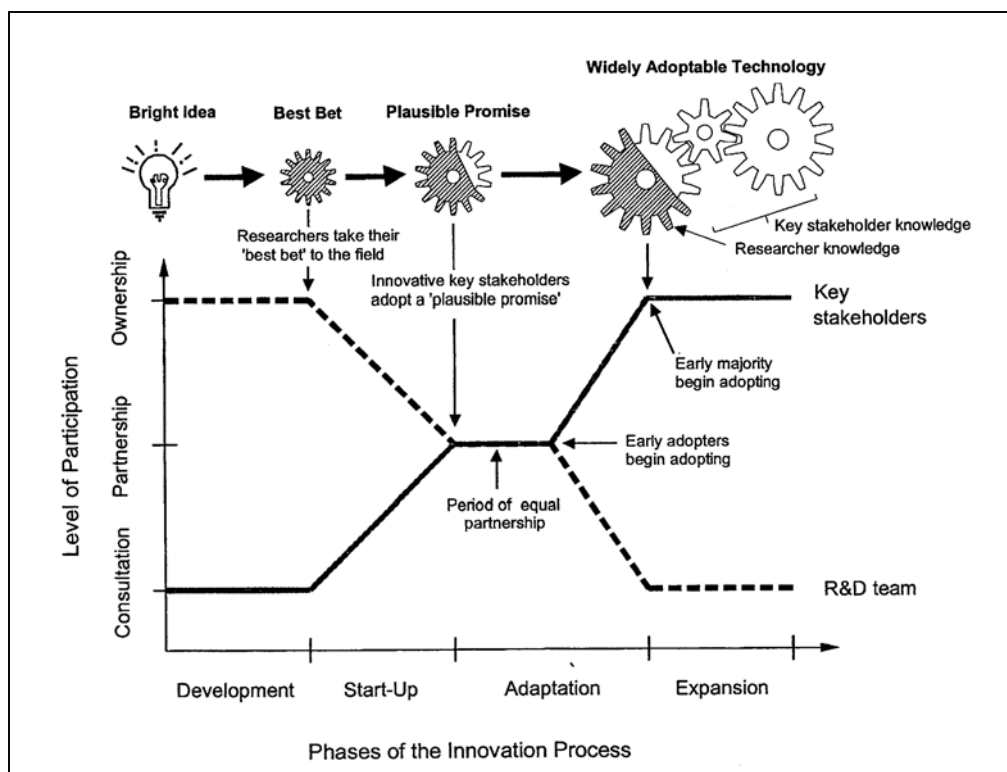 Widely Adoptable Technology
Bright Idea
Best Bet
Plausible Promise
Key stakeholder knowledge
Researcher knowledge
Researchers take their
'best bet' to the field
Innovative key stakeholders
adopt a 'plausible promise'
Key
stakeholders
Early majority
begin adopting
Early adopters
begin adopting
Period of equal
partnership
R&D team
Level of Participation
Ownership
Partnership
Consultation
Development
Start-Up
Adaptation
Expansion
Phases of the Innovation Process